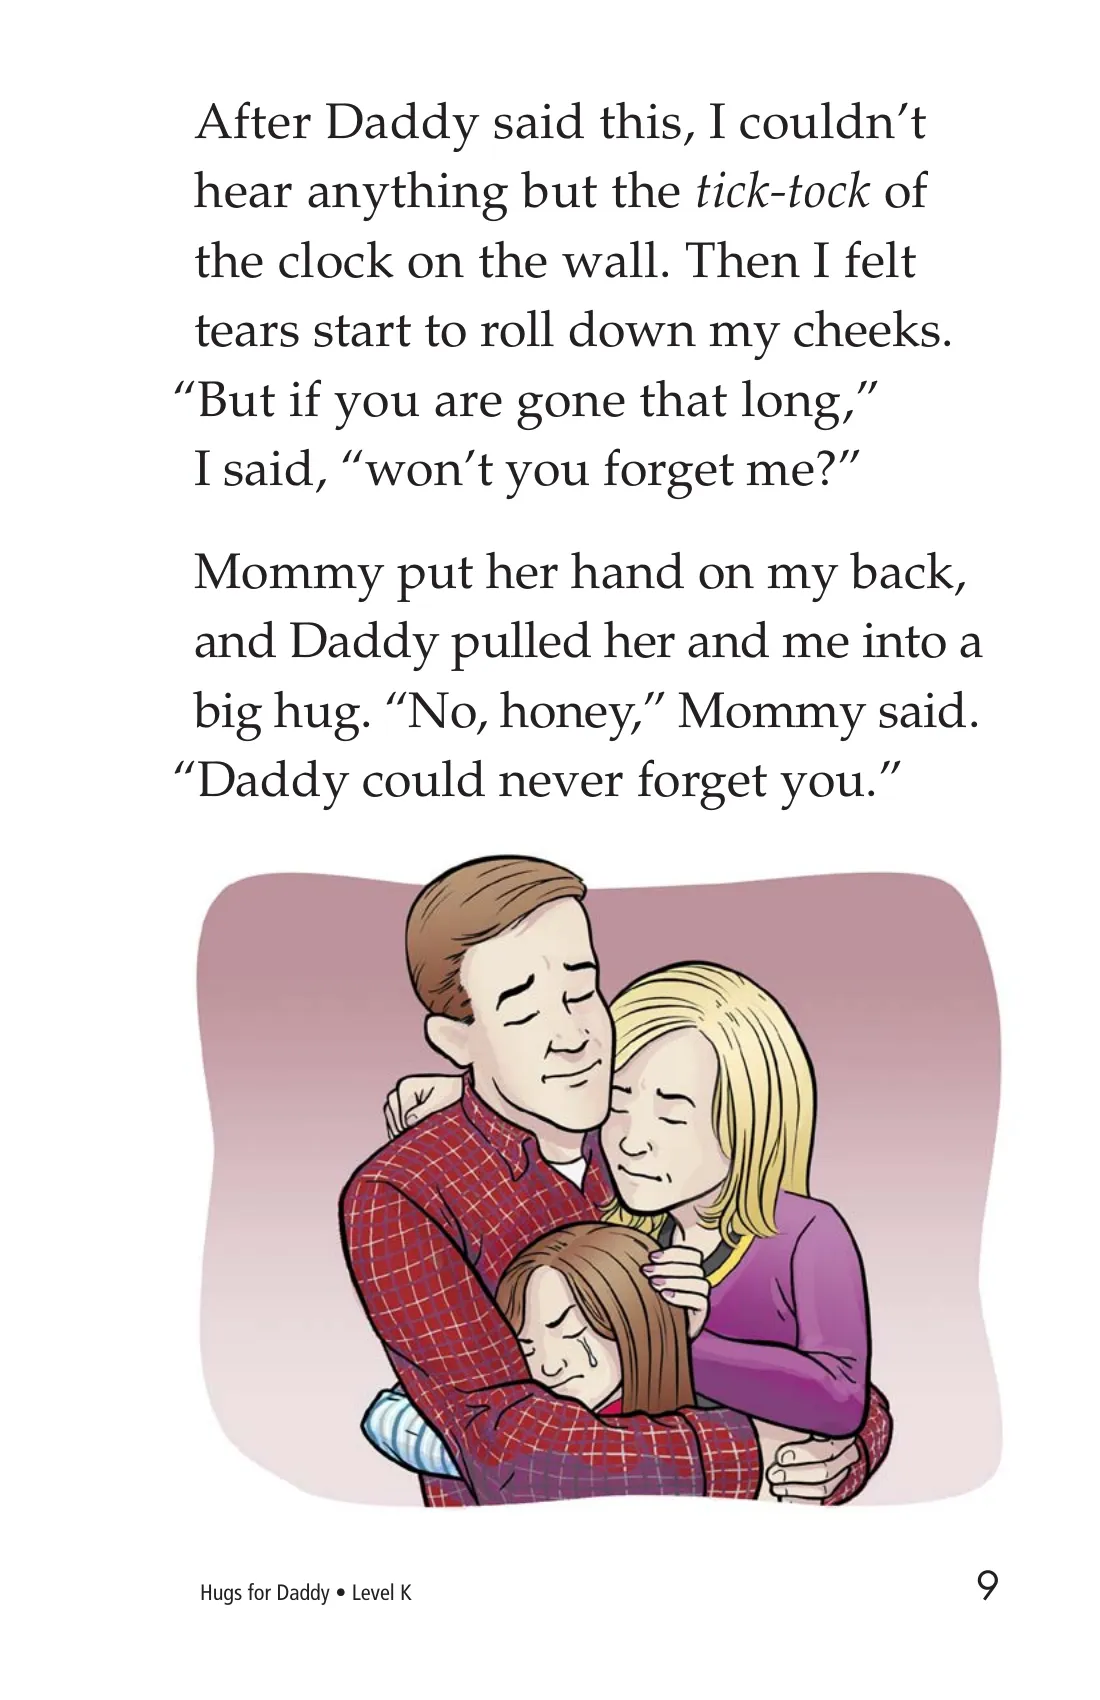 After Daddy said this, I couldn’t
hear anything but the tick-tock of
the clock on the wall. Then I felt
tears start to roll down my cheeks.
“But if you are gone that long,”
I said, “won’t you forget me?”
Mommy put her hand on my back,
and Daddy pulled her and me into a
big hug. “No, honey,” Mommy said.
“Daddy could never forget you.”
Hugs for Daddy • Level K
9